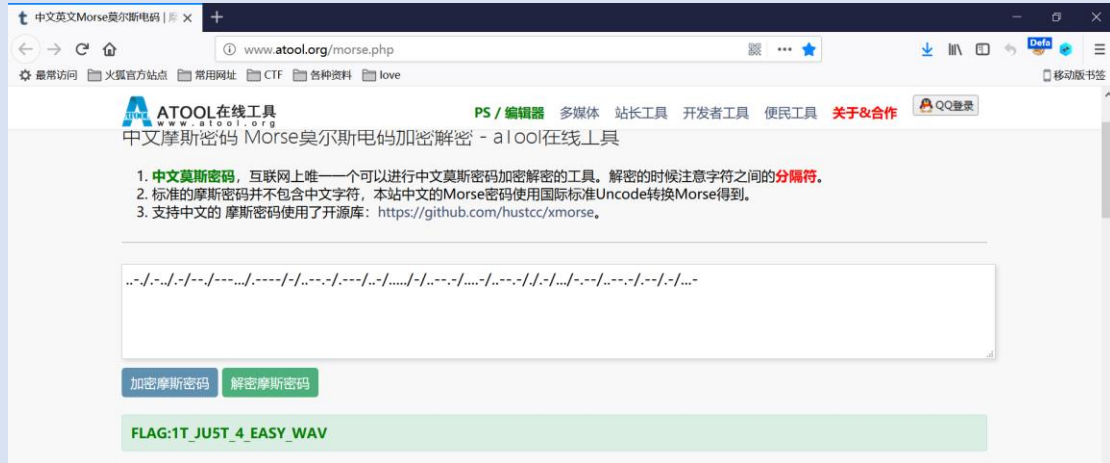 中文英文Morse莫尔斯电码 | 摩
www.atool.org/morse.php
Defa
最常访问 火狐官方站点 常用网址 CTF 各种资料 love 移动版书签
ATOOL在线工具
www.atool.org
PS / 编辑器 多媒体 站长工具 开发者工具 便民工具 关于&合作 QQ登录
中文摩斯密码 Morse莫尔斯电码加密解密 - aTool在线工具
1. 中文莫斯密码，互联网上唯一一个可以进行中文莫斯密码加密解密的工具。解密的时候注意字符之间的分隔符。
2. 标准的摩斯密码并不包含中文字符，本站中文的Morse密码使用国际标准Uncode转换Morse得到。
3. 支持中文的 摩斯密码使用了开源库：https://github.com/hustcc/xmorse。
..-./.-../.-/--./---.../.----/-/..--.-/.---/..-/...../-/..--.-/....-/..--.-/./.-/.../-.--/..--.-/.--/.-/...-
加密摩斯密码 解密摩斯密码
FLAG:1T_JU5T_4_EASY_WAV